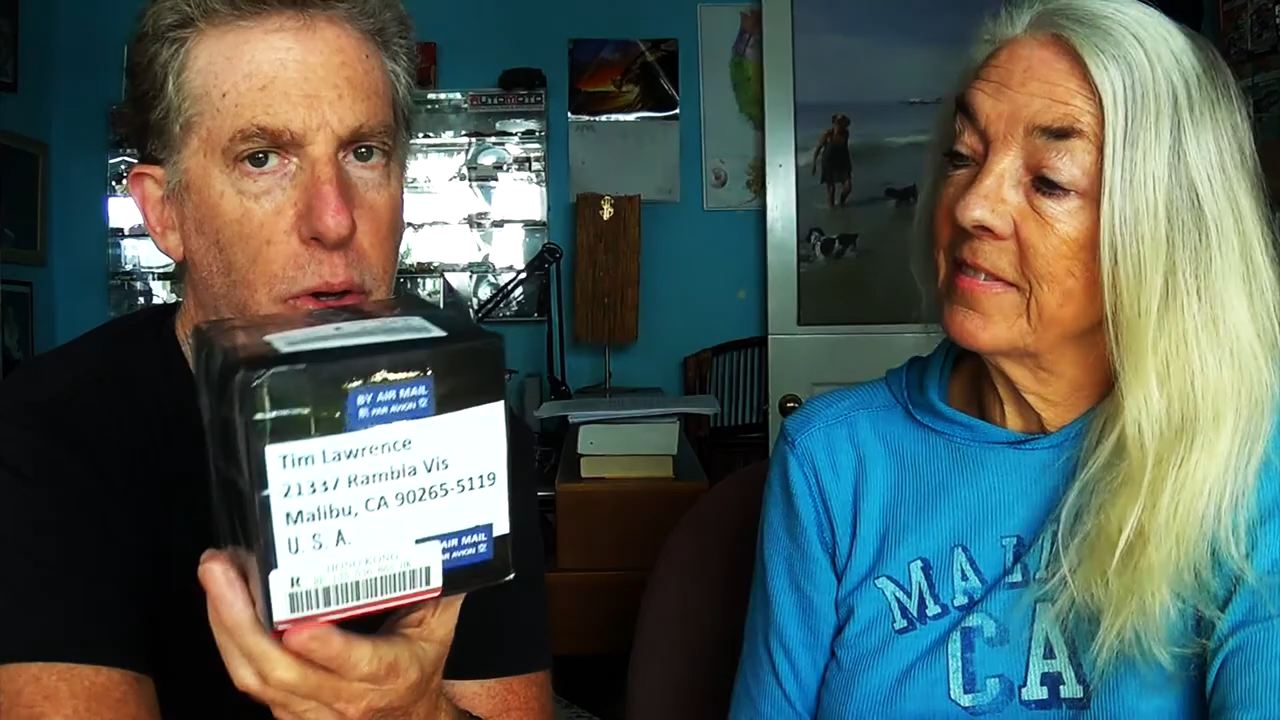 AUTOMOTO
APRIL
BY AIR MAIL
PAR AVION
Tim Lawrence
21337 Rambla Vis
Malibu, CA 90265-5119
U. S. A.
AIR MAIL
PAR AVION
HONG KONG
R
CA